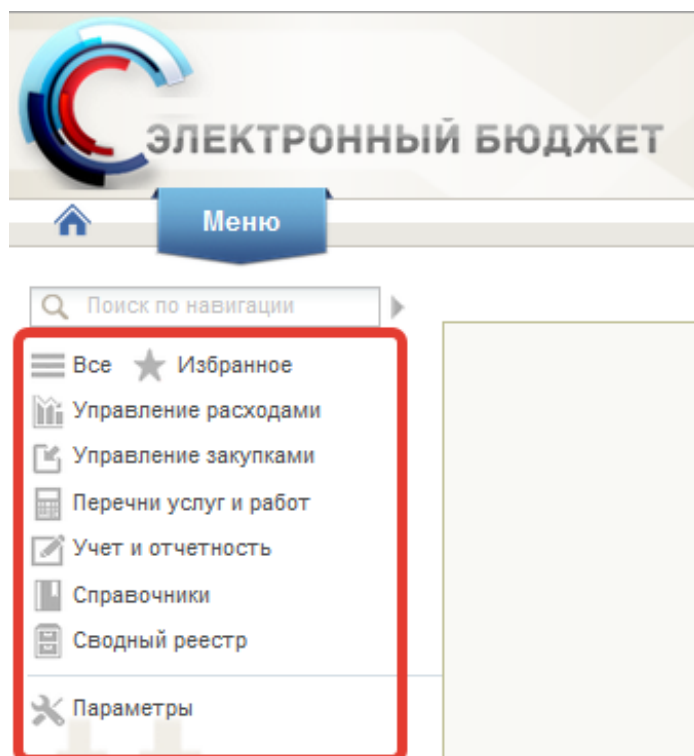 ЭЛЕКТРОННЫЙ БЮДЖЕТ
Меню
Поиск по навигации
Все Избранное
Управление расходами
Управление закупками
Перечни услуг и работ
Учет и отчетность
Справочники
Сводный реестр
Параметры